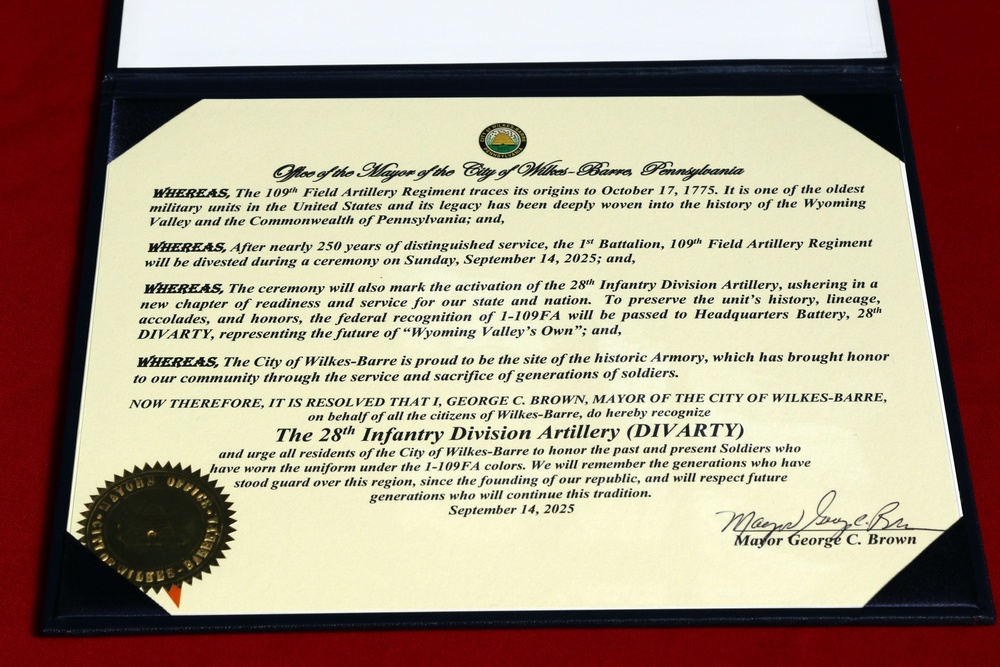 CITY OF WILKES-BARRE
PENNSYLVANIA
Office of the Mayor of the City of Wilkes-Barre, Pennsylvania
WHEREAS, The 109th Field Artillery Regiment traces its origins to October 17, 1775. It is one of the oldest
military units in the United States and its legacy has been deeply woven into the history of the Wyoming
Valley and the Commonwealth of Pennsylvania; and,
WHEREAS, After nearly 250 years of distinguished service, the 1st Battalion, 109th Field Artillery Regiment
will be divested during a ceremony on Sunday, September 14, 2025; and,
WHEREAS, The ceremony will also mark the activation of the 28th Infantry Division Artillery, ushering in a
new chapter of readiness and service for our state and nation. To preserve the unit's history, lineage,
accolades, and honors, the federal recognition of 1-109FA will be passed to Headquarters Battery, 28th
DIVARTY, representing the future of "Wyoming Valley's Own"; and,
WHEREAS, The City of Wilkes-Barre is proud to be the site of the historic Armory, which has brought honor
to our community through the service and sacrifice of generations of soldiers.
NOW THEREFORE, IT IS RESOLVED THAT I, GEORGE C. BROWN, MAYOR OF THE CITY OF WILKES-BARRE,
on behalf of all the citizens of Wilkes-Barre, do hereby recognize
The 28th Infantry Division Artillery (DIVARTY)
and urge all residents of the City of Wilkes-Barre to honor the past and present Soldiers who
have worn the uniform under the 1-109FA colors. We will remember the generations who have
stood guard over this region, since the founding of our republic, and will respect future
generations who will continue this tradition.
September 14, 2025
MAYOR'S OFFICE
WILKES-BARRE
Mayor George C. Brown
Mayor George C. Brown